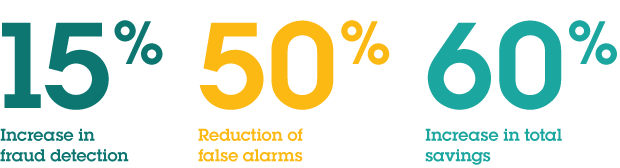 15% 50% 60%
Increase in
fraud detection
Reduction of
false alarms
Increase in total
savings